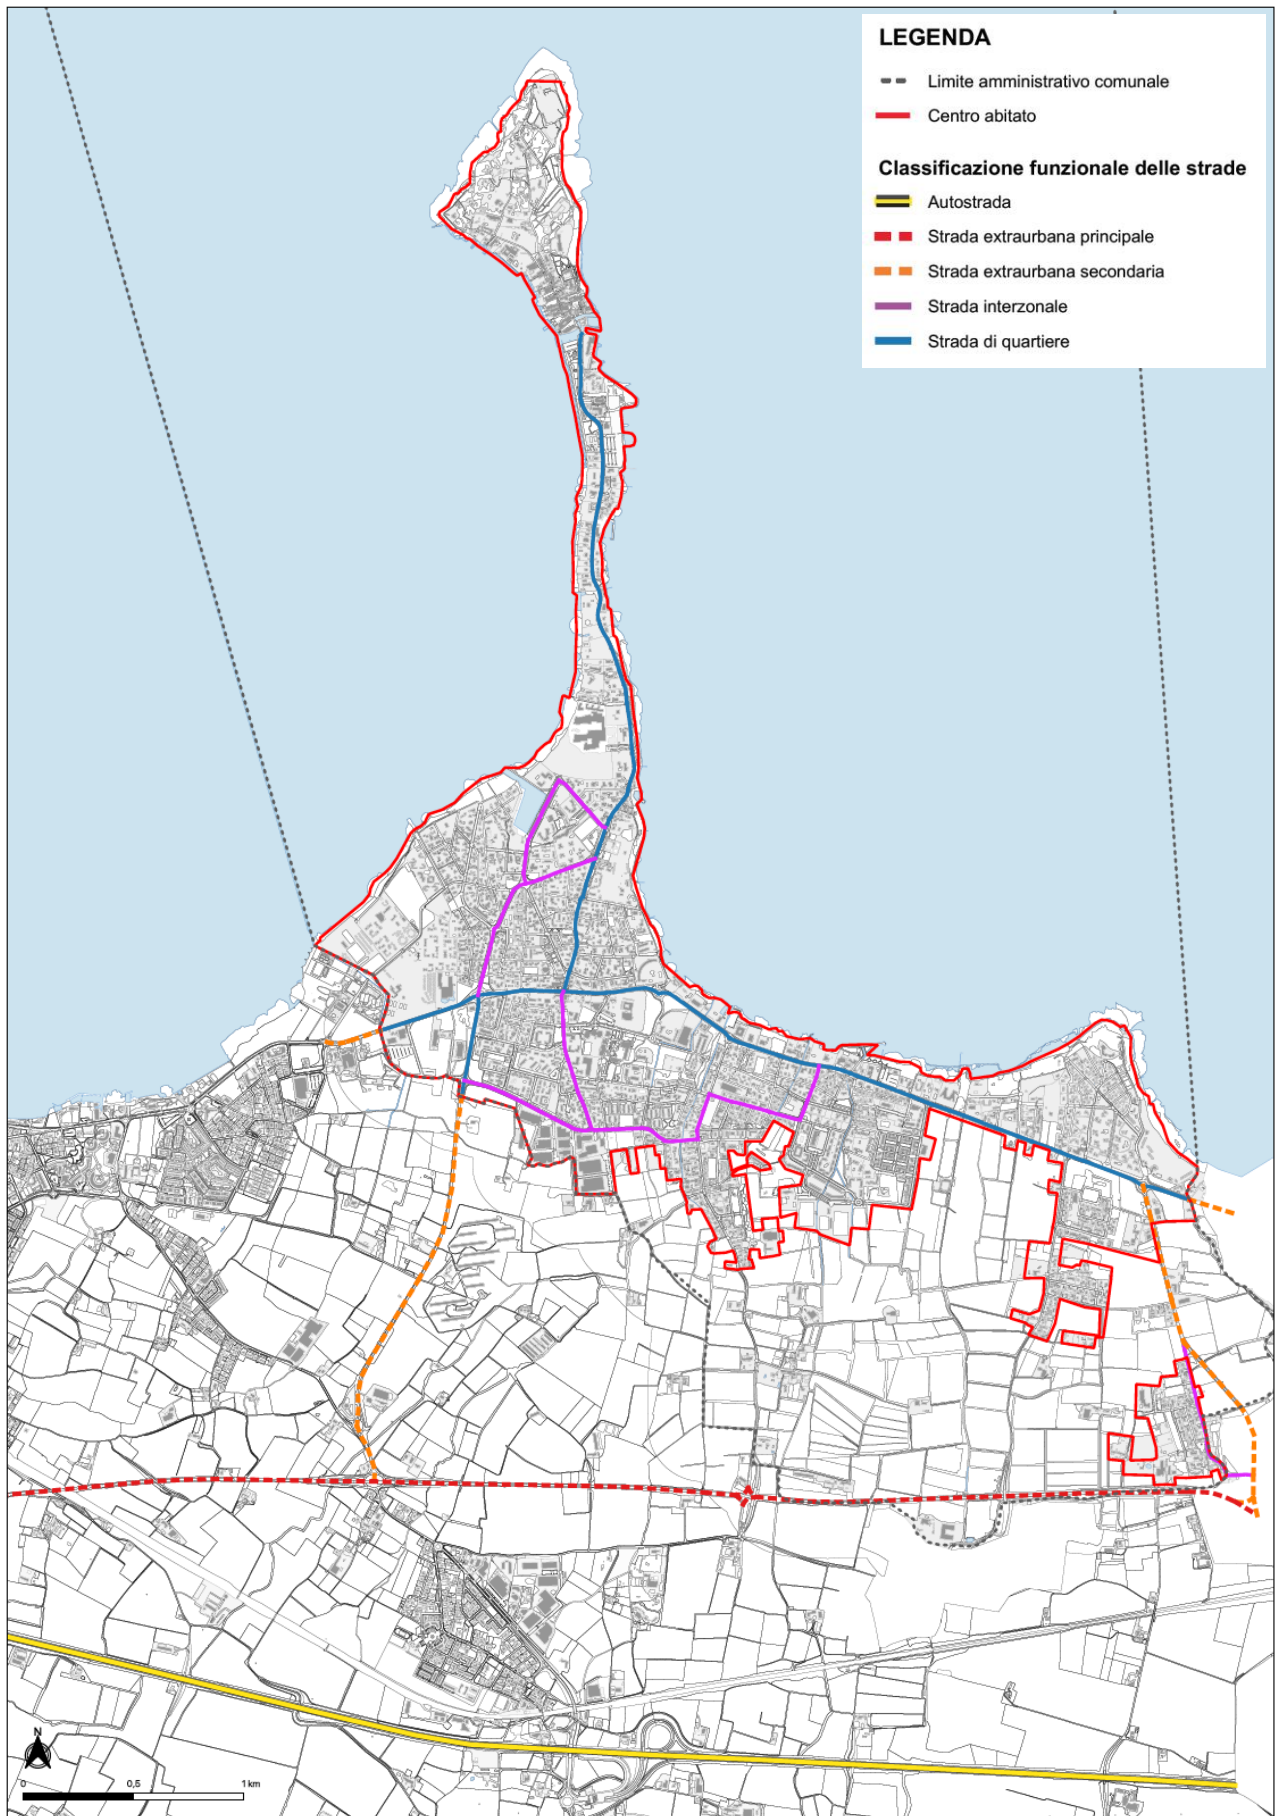 LEGENDA
Limite amministrativo comunale
Centro abitato
Classificazione funzionale delle strade
Autostrada
Strada extraurbana principale
Strada extraurbana secondaria
Strada interzonale
Strada di quartiere
N
0 0,5 1 km